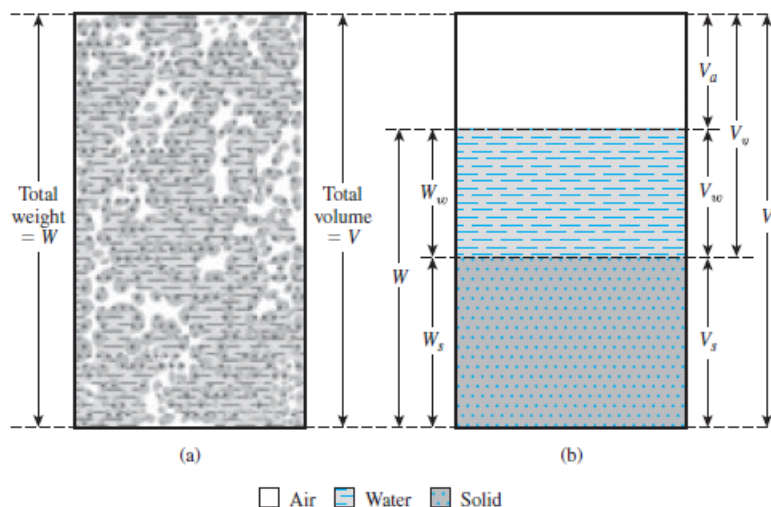 Total
weight
= W
Total
volume
= V
W
W_w
W_s
V_a
V_w
V_v
V_s
V
(a)
(b)
Air Water Solid